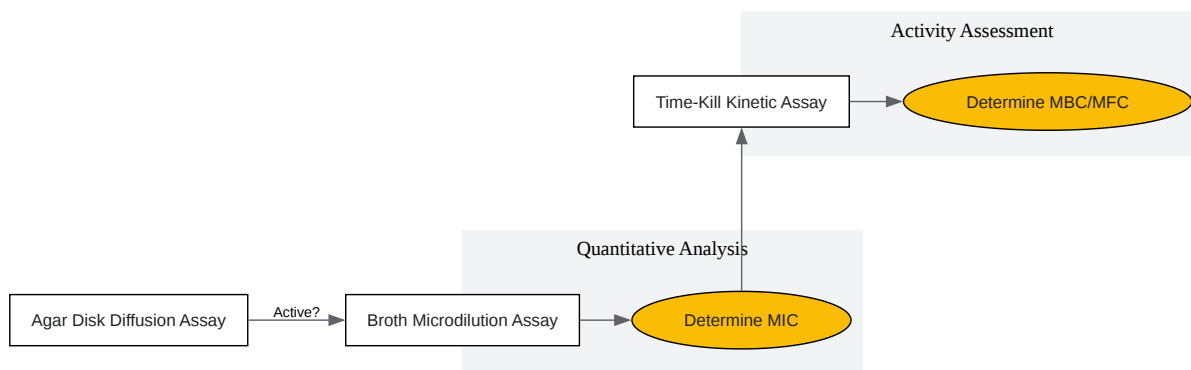 Activity Assessment
Time-Kill Kinetic Assay
Determine MBC/MFC
Quantitative Analysis
Agar Disk Diffusion Assay
Active?
Broth Microdilution Assay
Determine MIC